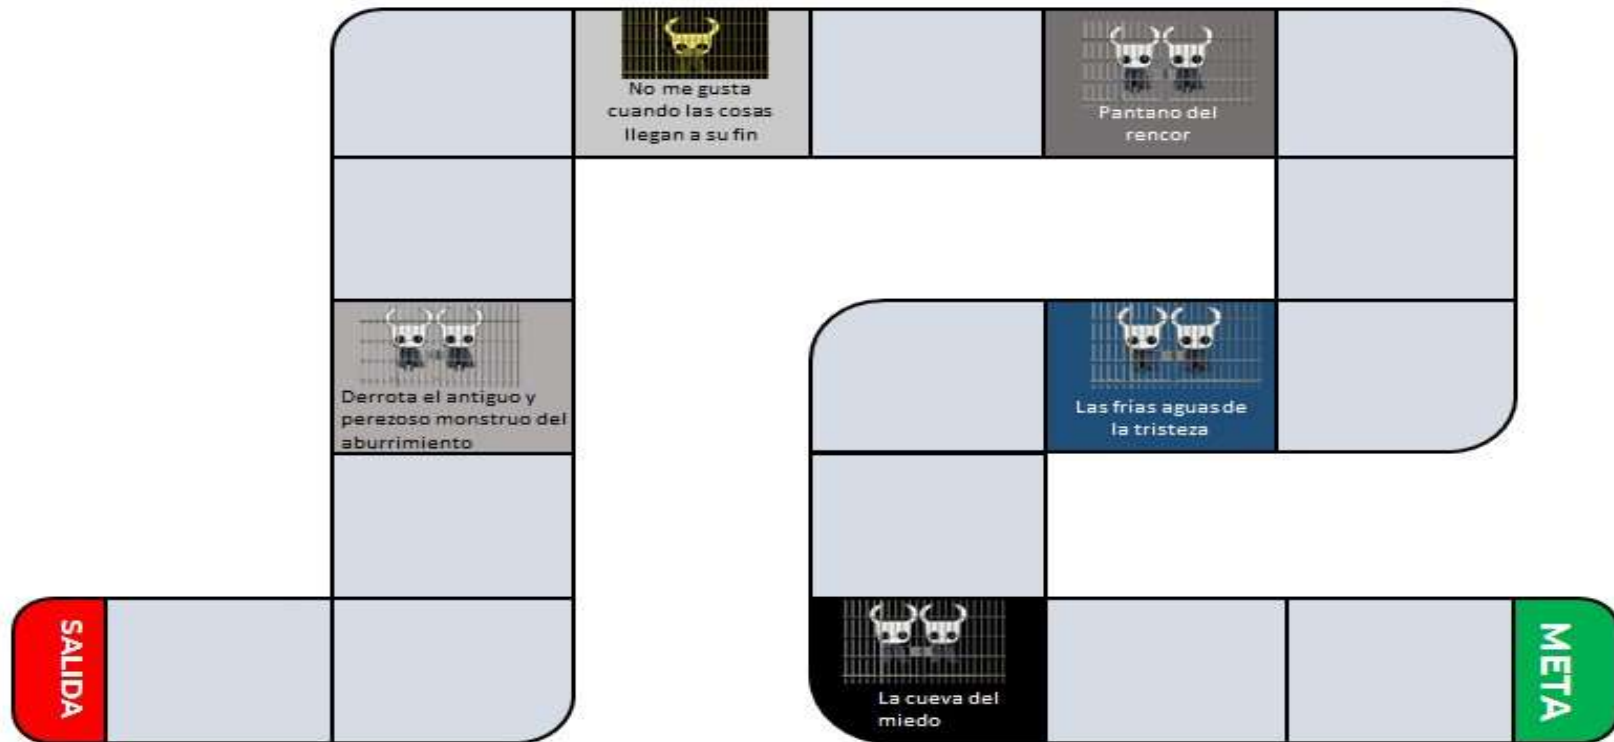 No me gusta
cuando las cosas
llegan a su fin
Pantano del
rencor
Derrota el antiguo y
perezoso monstruo del
aburrimiento
Las frias aguas de
la tristeza
SALIDA
La cueva del
miedo
META